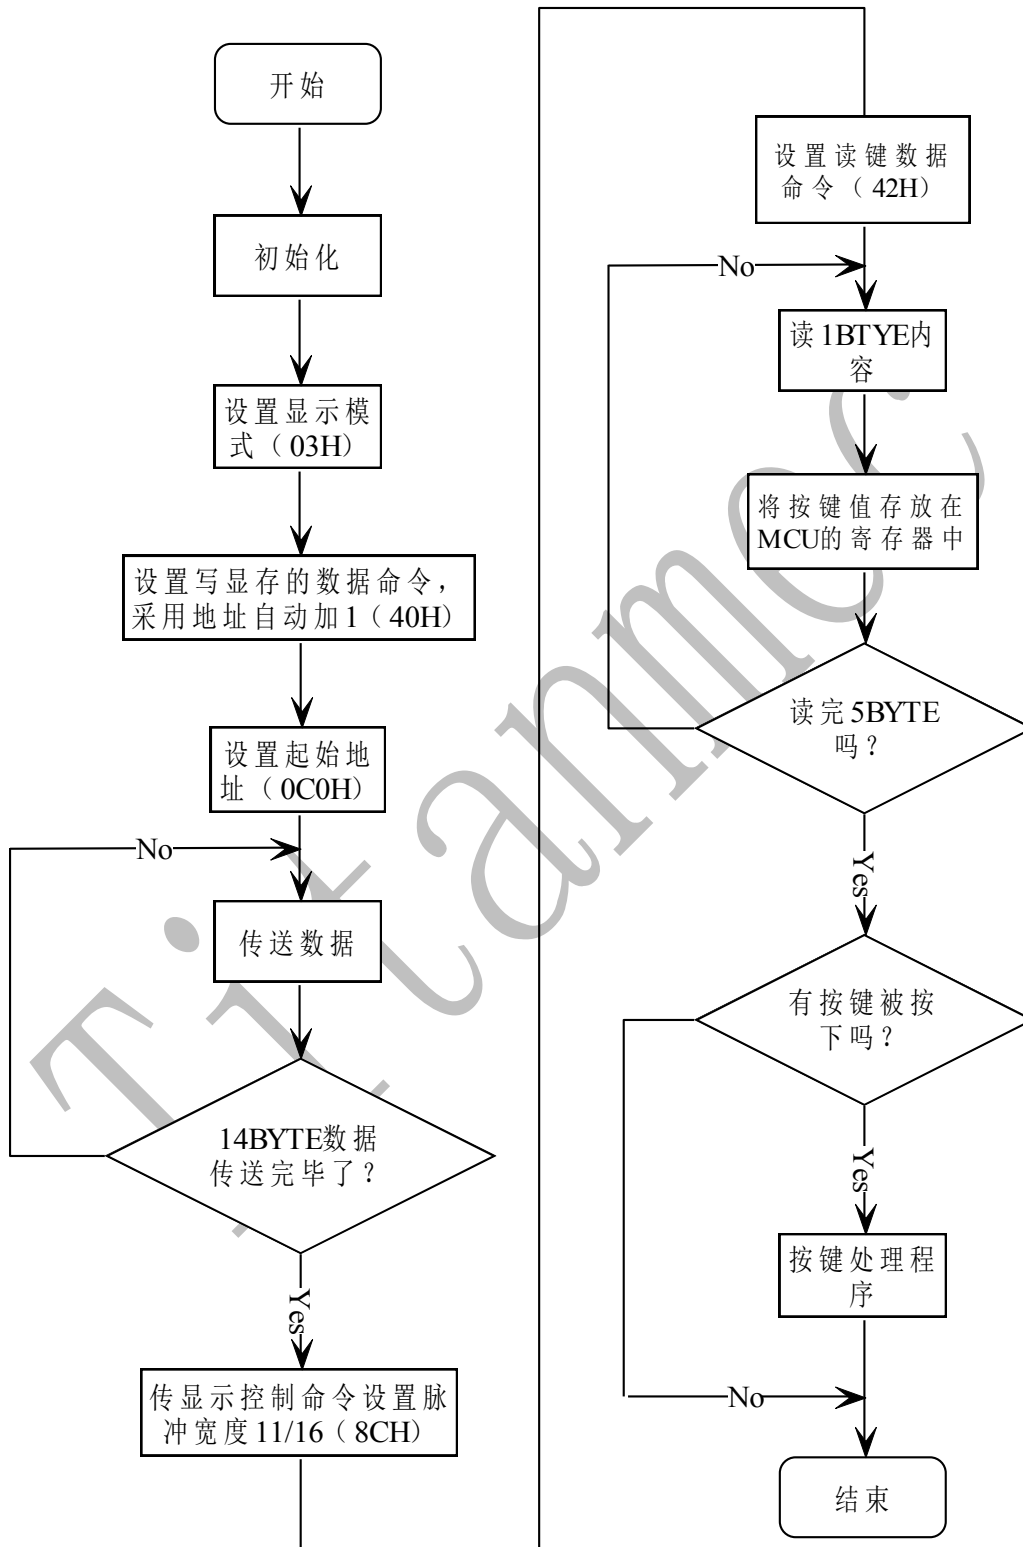 开始
初始化
设置显示模
式（03H）
设置写显存的数据命令，
采用地址自动加1（40H）
设置起始地
址（0C0H）
No
传送数据
14BYTE数据
传送完毕了？
Yes
传显示控制命令设置脉
冲宽度11/16（8CH）
设置读键数据
命令（42H）
No
读1BTYE内
容
将按键值存放在
MCU的寄存器中
读完5BYTE
吗？
Yes
有按键被按
下吗？
Yes
按键处理程
序
No
结束
Titanmec